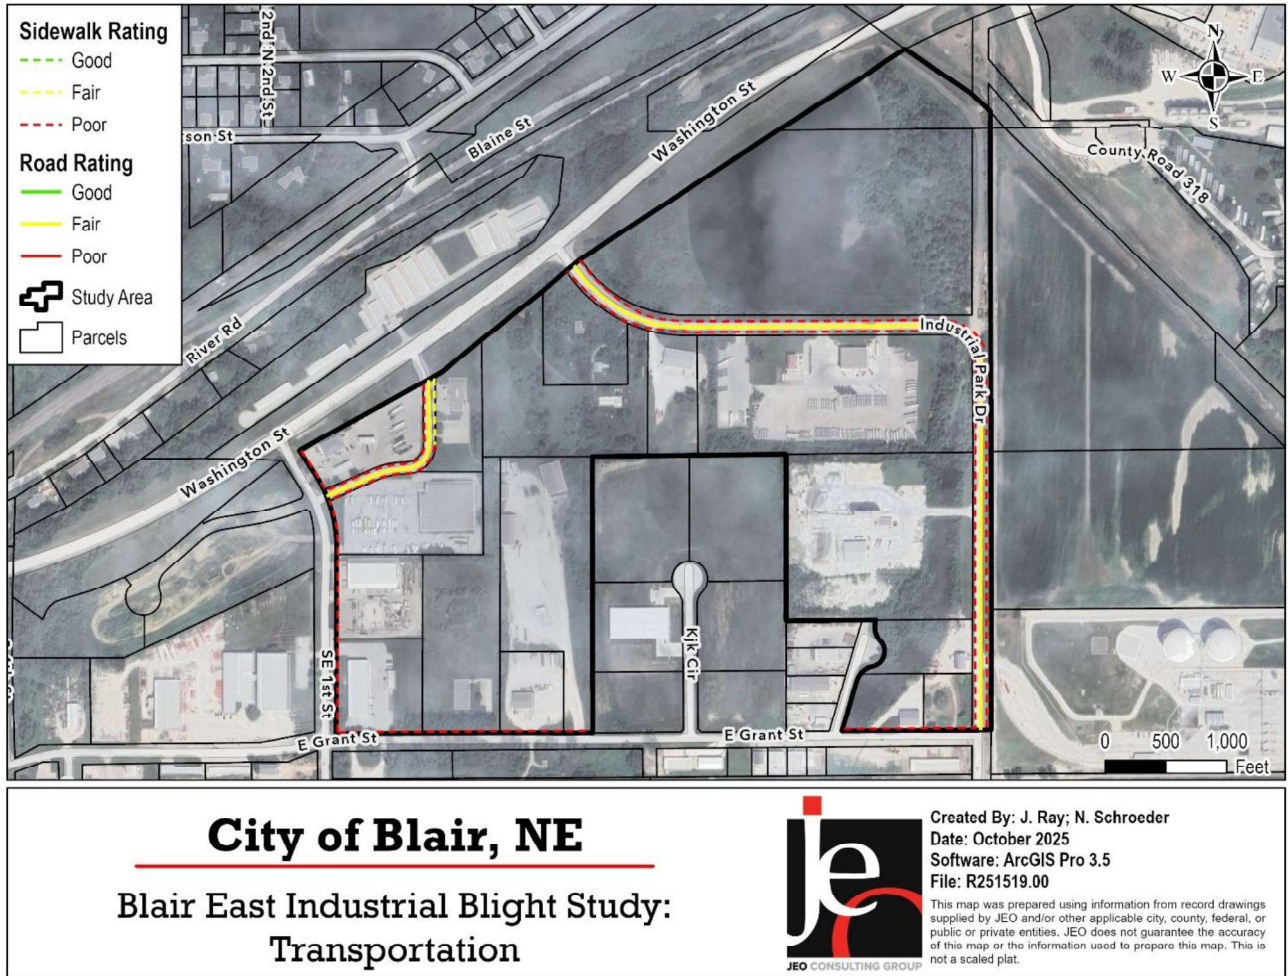 Sidewalk Rating
Good
Fair
Poor
Road Rating
Good
Fair
Poor
Study Area
Parcels
2nd
N 2nd St
son St
Blaine St
Washington St
N
W E
S
County Road 318
River Rd
Industrial Park Dr
Washington St
SE 1st St
Kjk Cir
E Grant St
E Grant St
0 500 1,000
Feet
City of Blair, NE
Blair East Industrial Blight Study:
Transportation
jeo
JEO CONSULTING GROUP
Created By: J. Ray; N. Schroeder
Date: October 2025
Software: ArcGIS Pro 3.5
File: R251519.00
This map was prepared using information from record drawings
supplied by JEO and/or other applicable city, county, federal, or
public or private entities. JEO does not guarantee the accuracy
of this map or the information used to prepare this map. This is
not a scaled plat.